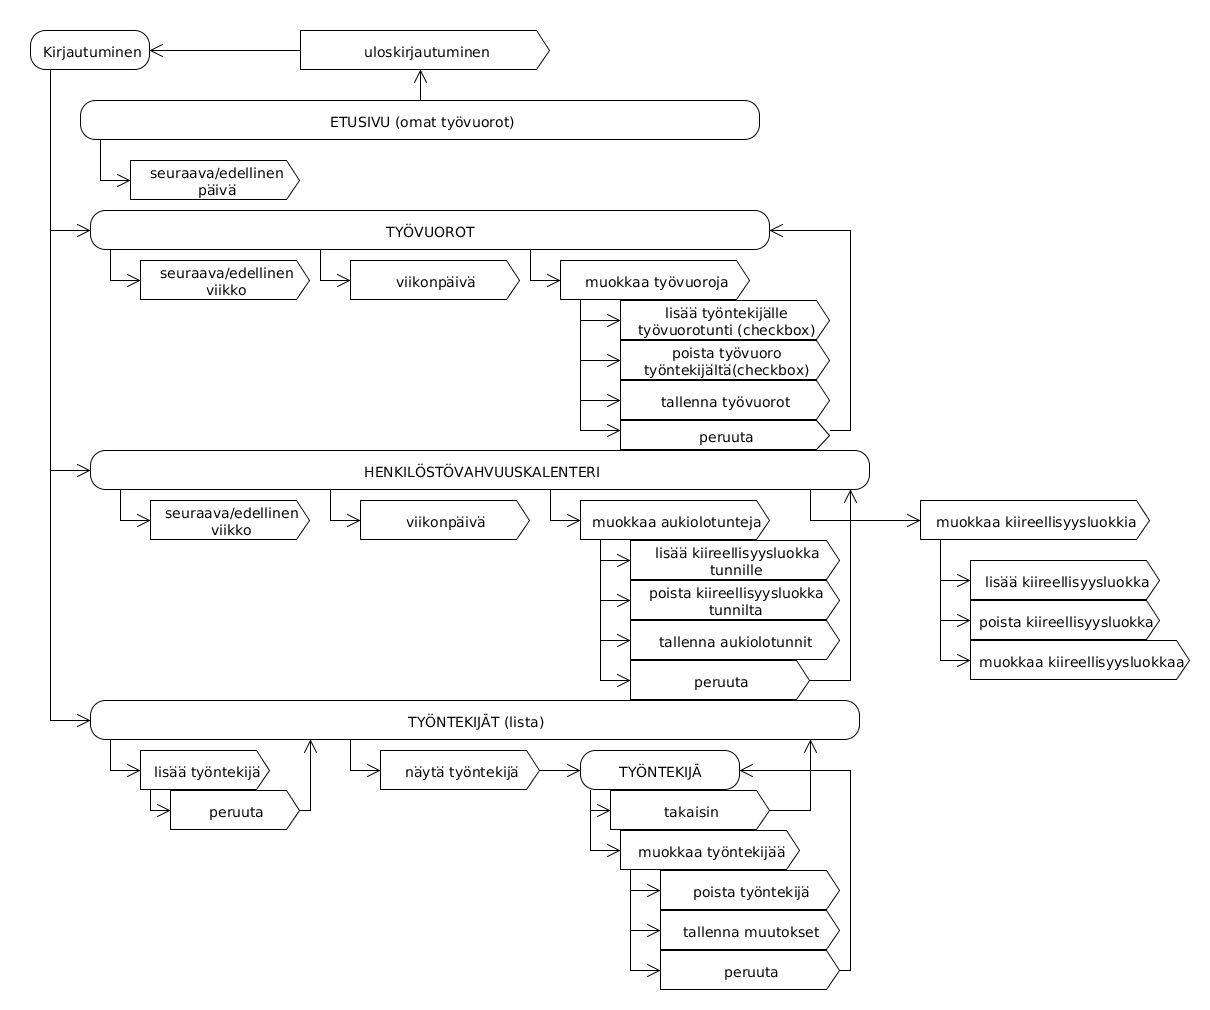 Kirjautuminen
uloskirjautuminen
ETUSIVU (omat työvuorot)
seuraava/edellinen
päivä
TYÖVUOROT
seuraava/edellinen
viikko
viikonpäivä
muokkaa työvuoroja
lisää työntekijälle
työvuorotunti (checkbox)
poista työvuoro
työntekijältä(checkbox)
tallenna työvuorot
peruuta
HENKILÖSTÖVAHVUUSKALENTERI
seuraava/edellinen
viikko
viikonpäivä
muokkaa aukiolotunteja
muokkaa kiireellisyysluokkia
lisää kiireellisyysluokka
tunnille
poista kiireellisyysluokka
tunnilta
tallenna aukiolotunnit
peruuta
lisää kiireellisyysluokka
poista kiireellisyysluokka
muokkaa kiireellisyysluokkaa
TYÖNTEKIJÄT (lista)
lisää työntekijä
peruuta
näytä työntekijä
TYÖNTEKIJÄ
takaisin
muokkaa työntekijää
poista työntekijä
tallenna muutokset
peruuta